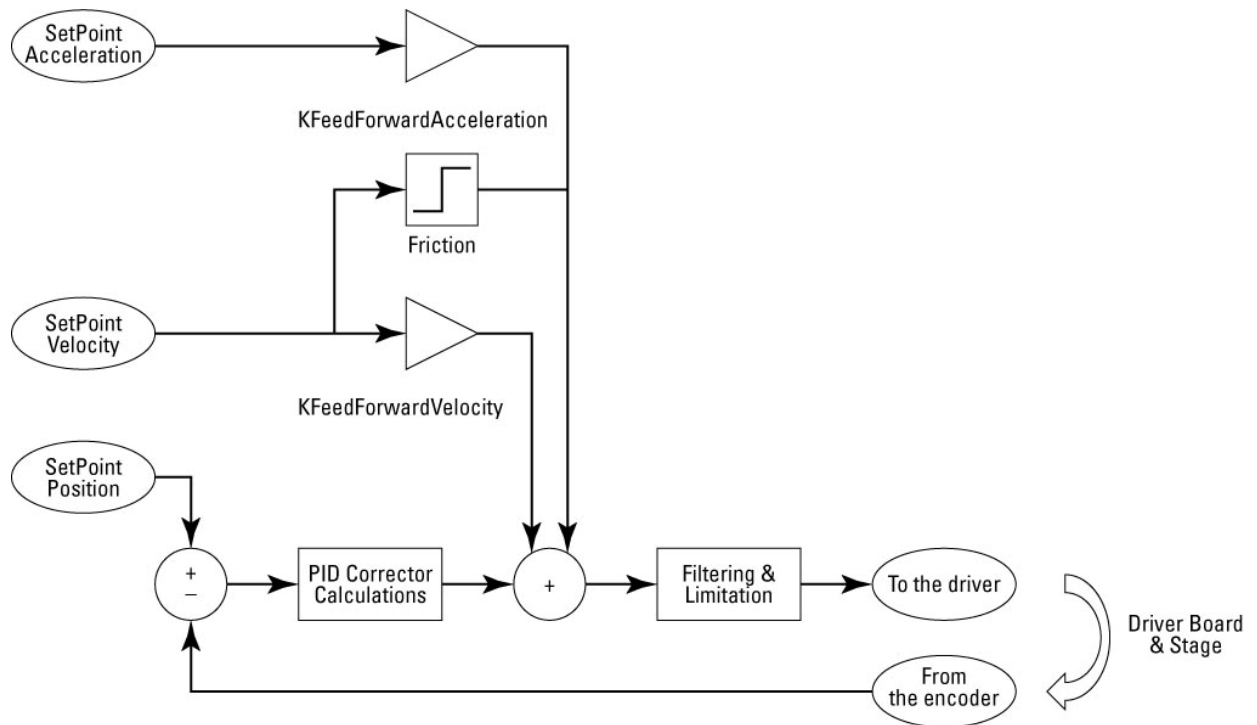 SetPoint
Acceleration
KFeedForwardAcceleration
Friction
SetPoint
Velocity
KFeedForwardVelocity
SetPoint
Position
+
–
PID Corrector
Calculations
+
Filtering &
Limitation
To the driver
Driver Board
& Stage
From
the encoder